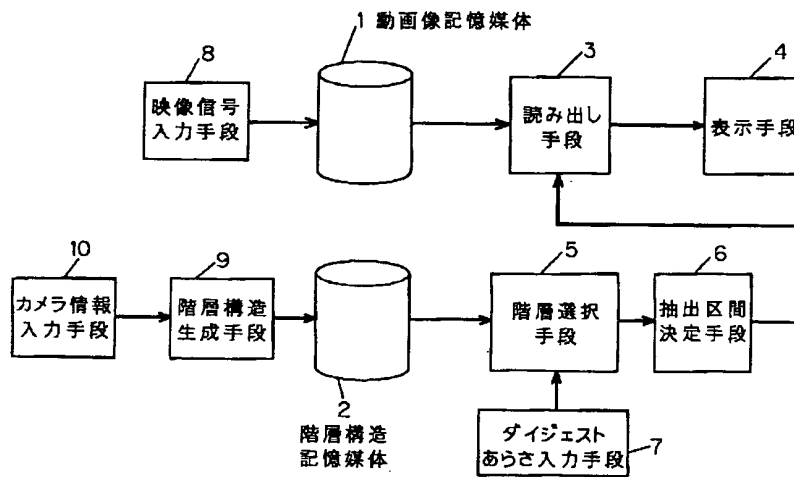 1 動画像記憶媒体
8
映像信号
入力手段
3
読み出し
手段
4
表示手段
10
カメラ情報
入力手段
9
階層構造
生成手段
2
階層構造
記憶媒体
5
階層選択
手段
6
抽出区間
決定手段
ダイジェスト
あらさ入力手段
7